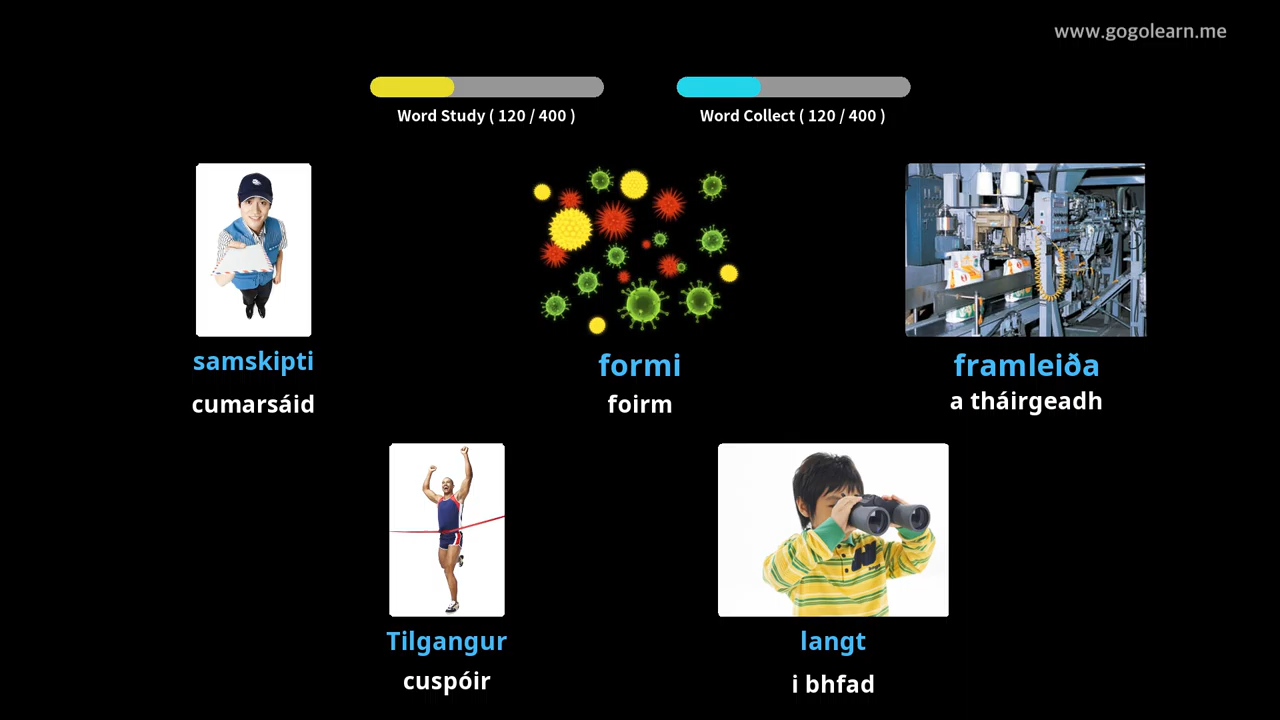 www.gogolearn.me
Word Study ( 120 / 400 )
Word Collect ( 120 / 400 )
samskipti
cumarsáid
formi
foirm
framleiða
a tháirgeadh
Tilgangur
cuspóir
langt
i bhfad